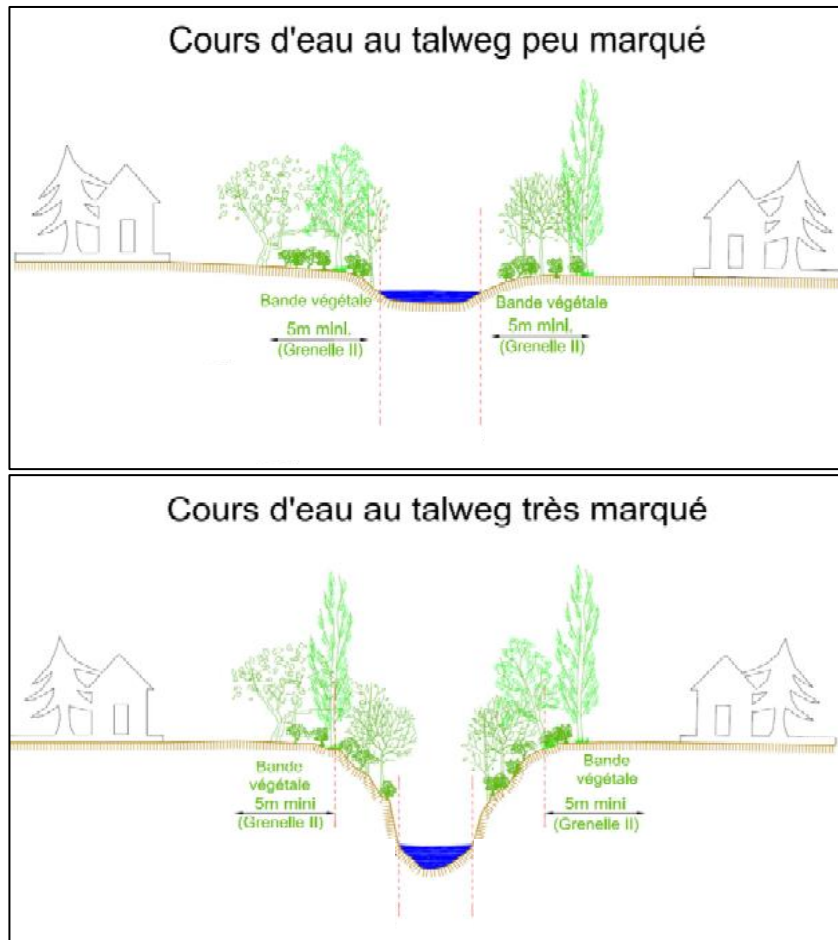 Cours d'eau au talweg peu marqué
Bande végétale
5m mini.
(Grenelle II)
Bande végétale
5m mini,
(Grenelle II)
Cours d'eau au talweg très marqué
Bande
végétale
5m mini
(Grenelle II)
Bande
végétale
5m mini
(Grenelle II)